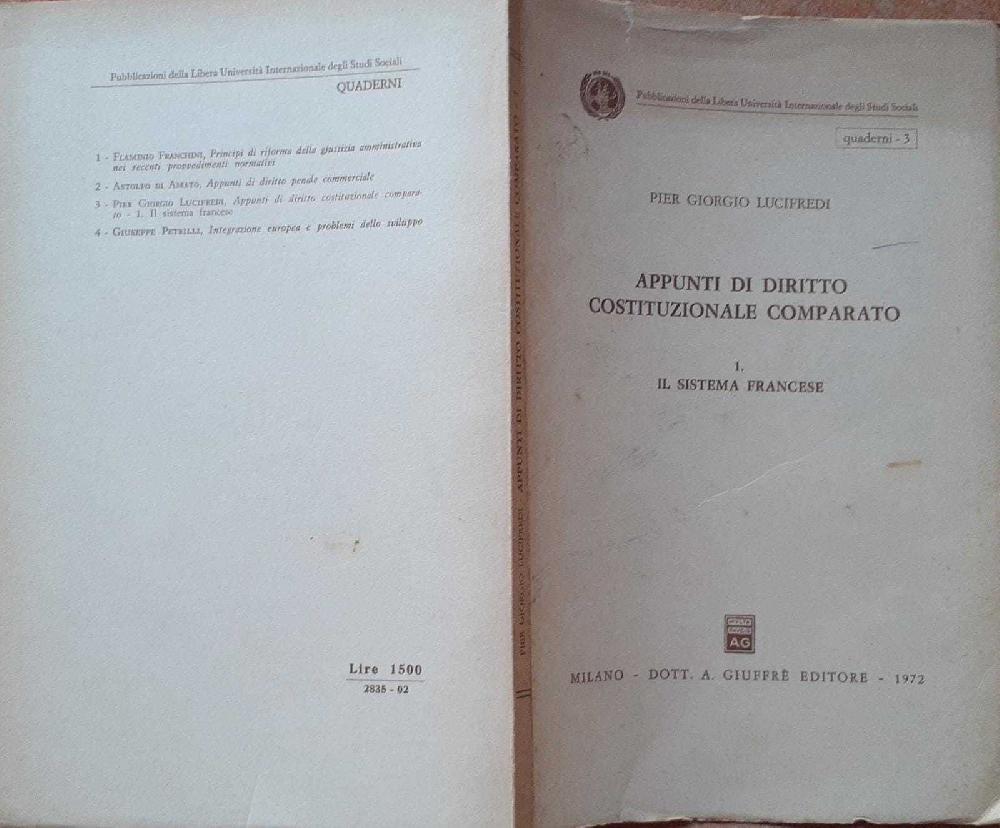 Pubblicazioni della Libera Università Internazionale degli Studi Sociali
QUADERNI
1 - Flaminio Franchini, Principi di riforma della giustizia amministrativa
nei recenti provvedimenti normativi
2 - Astolfo di Amato, Appunti di diritto penale commerciale
3 - Pier Giorgio Lucifredi, Appunti di diritto costituzionale compara-
to - 1. Il sistema francese
4 - Giuseppe Petrilli, Integrazione europea e problemi dello sviluppo
Lire 1500
2835 - 02
PIER GIORGIO LUCIFREDI - APPUNTI DI DIRITTO COSTITUZIONALE COMPARATO
Pubblicazioni della Libera Università Internazionale degli Studi Sociali
quaderni - 3
PIER GIORGIO LUCIFREDI
APPUNTI DI DIRITTO
COSTITUZIONALE COMPARATO
1.
IL SISTEMA FRANCESE
AG
MILANO - DOTT. A. GIUFFRÈ EDITORE - 1972